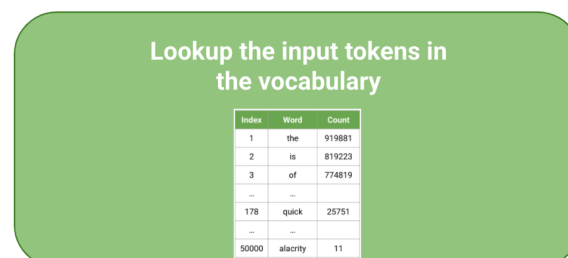 Lookup the input tokens in
the vocabulary
Index Word Count
1 the 919881
2 is 819223
3 of 774819
... ...
178 quick 25751
... ...
50000 alacrity 11